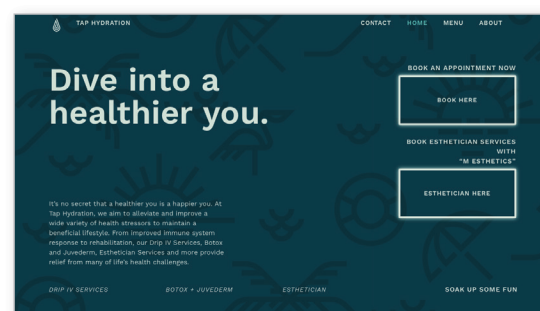 TAP HYDRATION
CONTACT HOME MENU ABOUT
Dive into a
healthier you.
BOOK AN APPOINTMENT NOW
BOOK HERE
BOOK ESTHETICIAN SERVICES
WITH
"M ESTHETICS"
ESTHETICIAN HERE
It's no secret that a healthier you is a happier you. At
Tap Hydration, we aim to alleviate and improve a
wide variety of health stressors to maintain a
beneficial lifestyle. From improved immune system
response to rehabilitation, our Drip IV Services, Botox
and Juvederm, Esthetician Services and more provide
relief from many of life's health challenges.
DRIP IV SERVICES BOTOX + JUVEDERM ESTHETICIAN SOAK UP SOME FUN